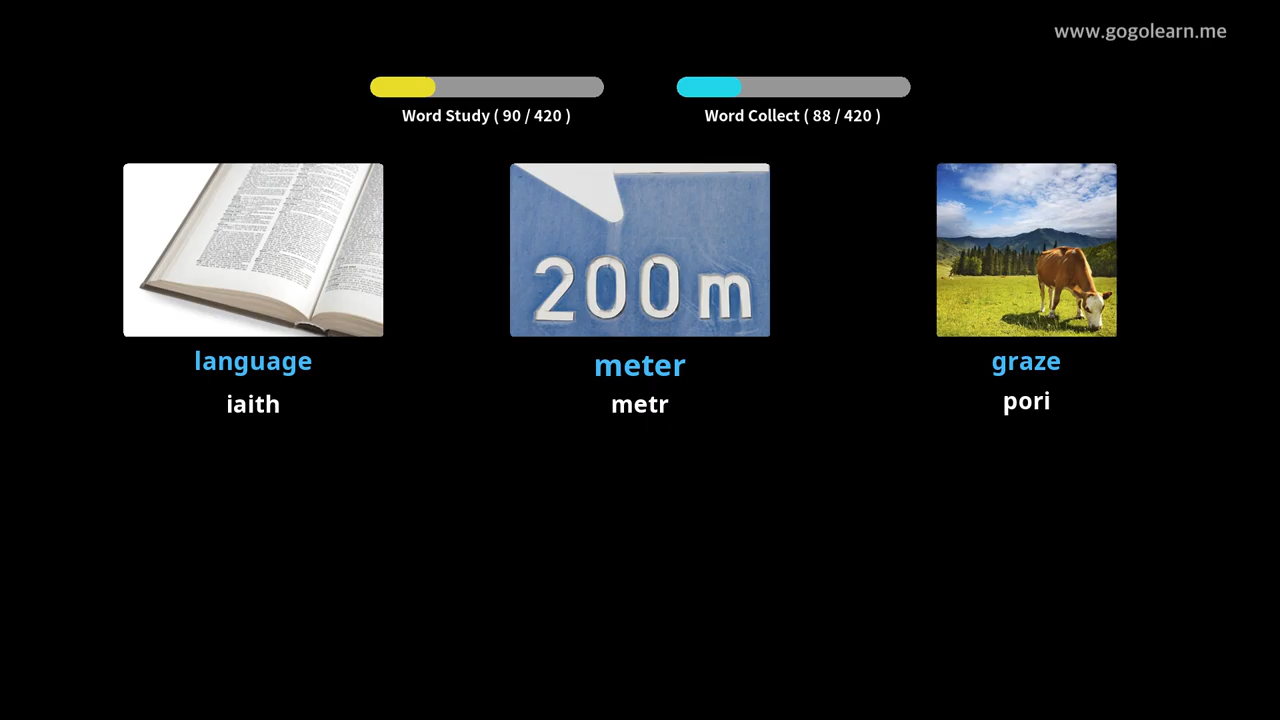 www.gogolearn.me
Word Study ( 90 / 420 )
Word Collect ( 88 / 420 )
200 m
language
meter
graze
iaith
metr
pori